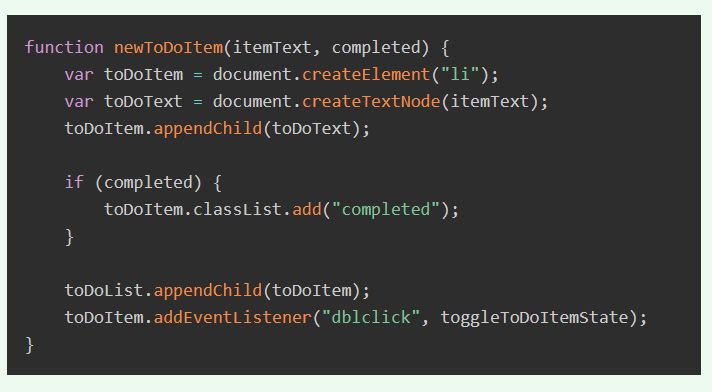 function newToDoItem(itemText, completed) {
    var toDoItem = document.createElement("li");
    var toDoText = document.createTextNode(itemText);
    toDoItem.appendChild(toDoText);

    if (completed) {
        toDoItem.classList.add("completed");
    }

    toDoList.appendChild(toDoItem);
    toDoItem.addEventListener("dblclick", toggleToDoItemState);
}